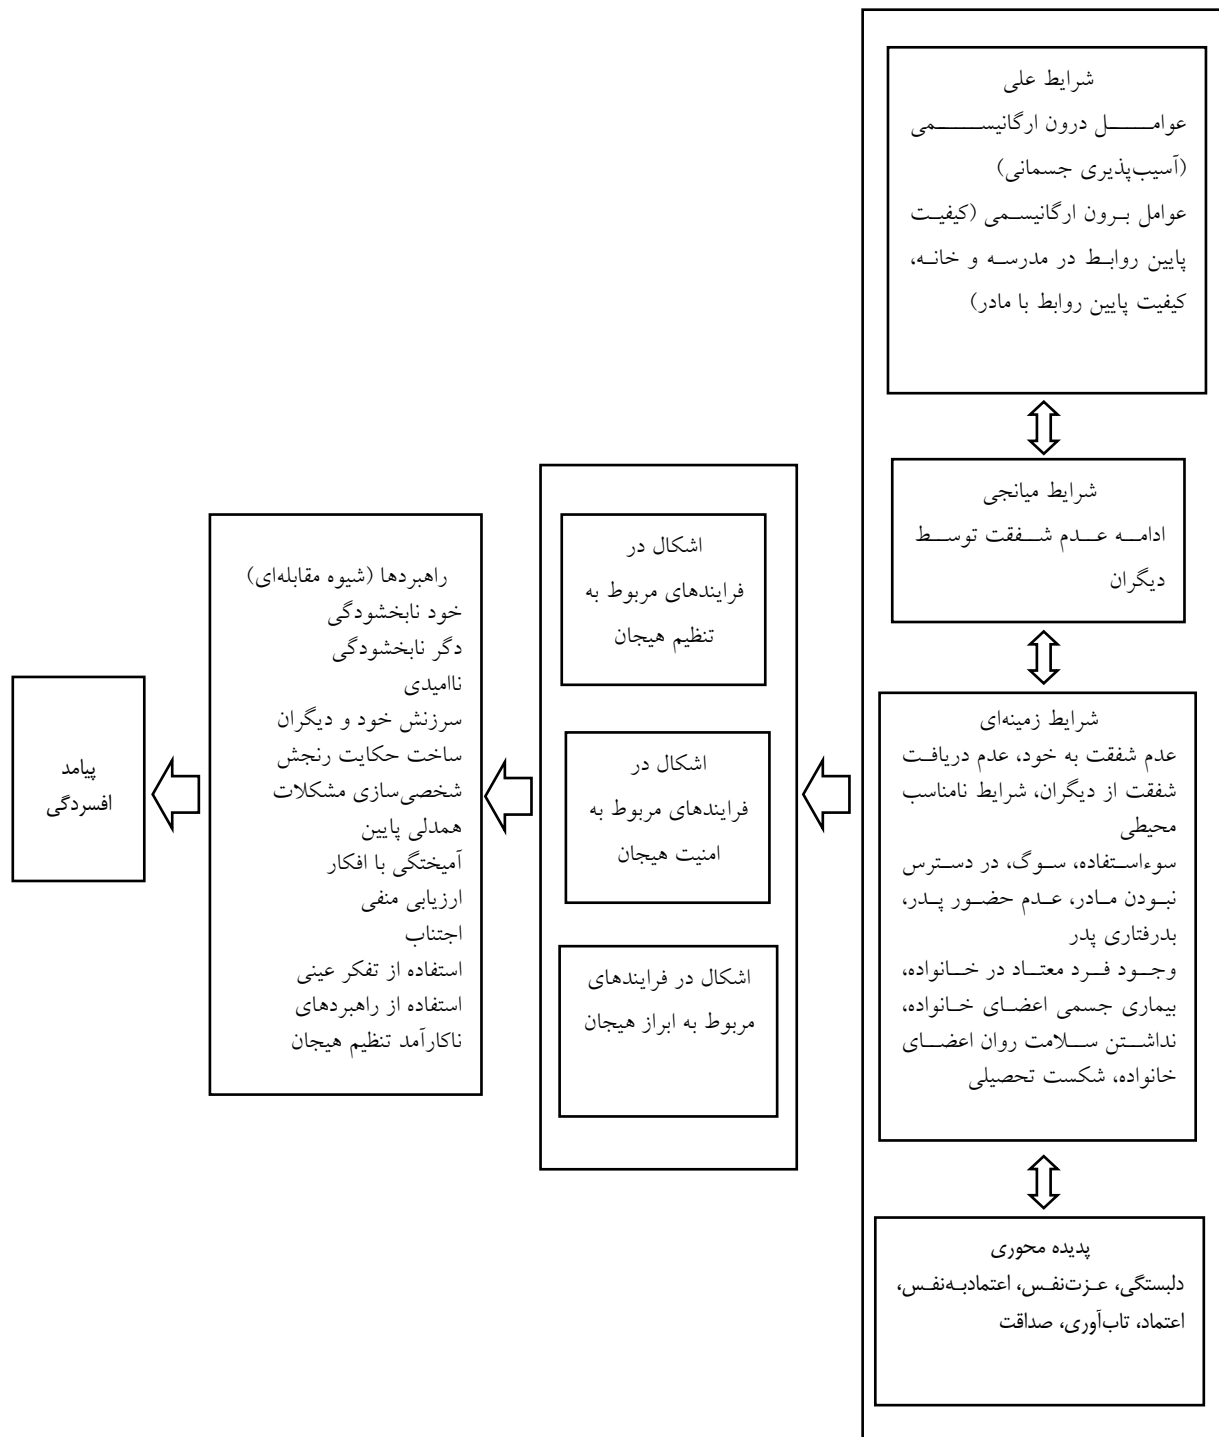 شرایط علی
عوامل درون ارگانیسمی
(آسیب‌پذیری جسمانی)
عوامل برون ارگانیسمی (کیفیت
پایین روابط در مدرسه و خانه،
کیفیت پایین روابط با مادر)
شرایط میانجی
ادامه عدم شفقت توسط
دیگران
شرایط زمینه‌ای
عدم شفقت به خود، عدم دریافت
شفقت از دیگران، شرایط نامناسب
محیطی
سوءاستفاده، سوگ، در دسترس
نبودن مادر، عدم حضور پدر،
بدرفتاری پدر
وجود فرد معتاد در خانواده،
بیماری جسمی اعضای خانواده،
نداشتن سلامت روان اعضای
خانواده، شکست تحصیلی
پدیده محوری
دلبستگی، عزت‌نفس، اعتمادبه‌نفس،
اعتماد، تاب‌آوری، صداقت
اشکال در
فرایندهای مربوط به
تنظیم هیجان
اشکال در
فرایندهای مربوط به
امنیت هیجان
اشکال در فرایندهای
مربوط به ابراز هیجان
راهبردها (شیوه مقابله‌ای)
خود نابخشودگی
دگر نابخشودگی
ناامیدی
سرزنش خود و دیگران
ساخت حکایت رنجش
شخصی‌سازی مشکلات
همدلی پایین
آمیختگی با افکار
ارزیابی منفی
اجتناب
استفاده از تفکر عینی
استفاده از راهبردهای
ناکارآمد تنظیم هیجان
پیامد
افسردگی